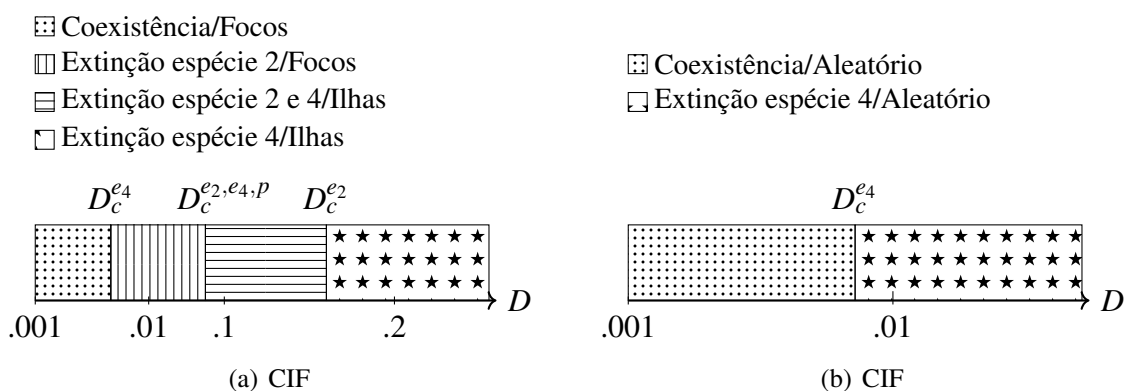 Coexistência/Focos
Extinção espécie 2/Focos
Extinção espécie 2 e 4/Ilhas
Extinção espécie 4/Ilhas
D_c^{e_4} D_c^{e_2,e_4,p} D_c^{e_2}
D
.001 .01 .1 .2
(a) CIF
Coexistência/Aleatório
Extinção espécie 4/Aleatório
D_c^{e_4}
D
.001 .01
(b) CIF